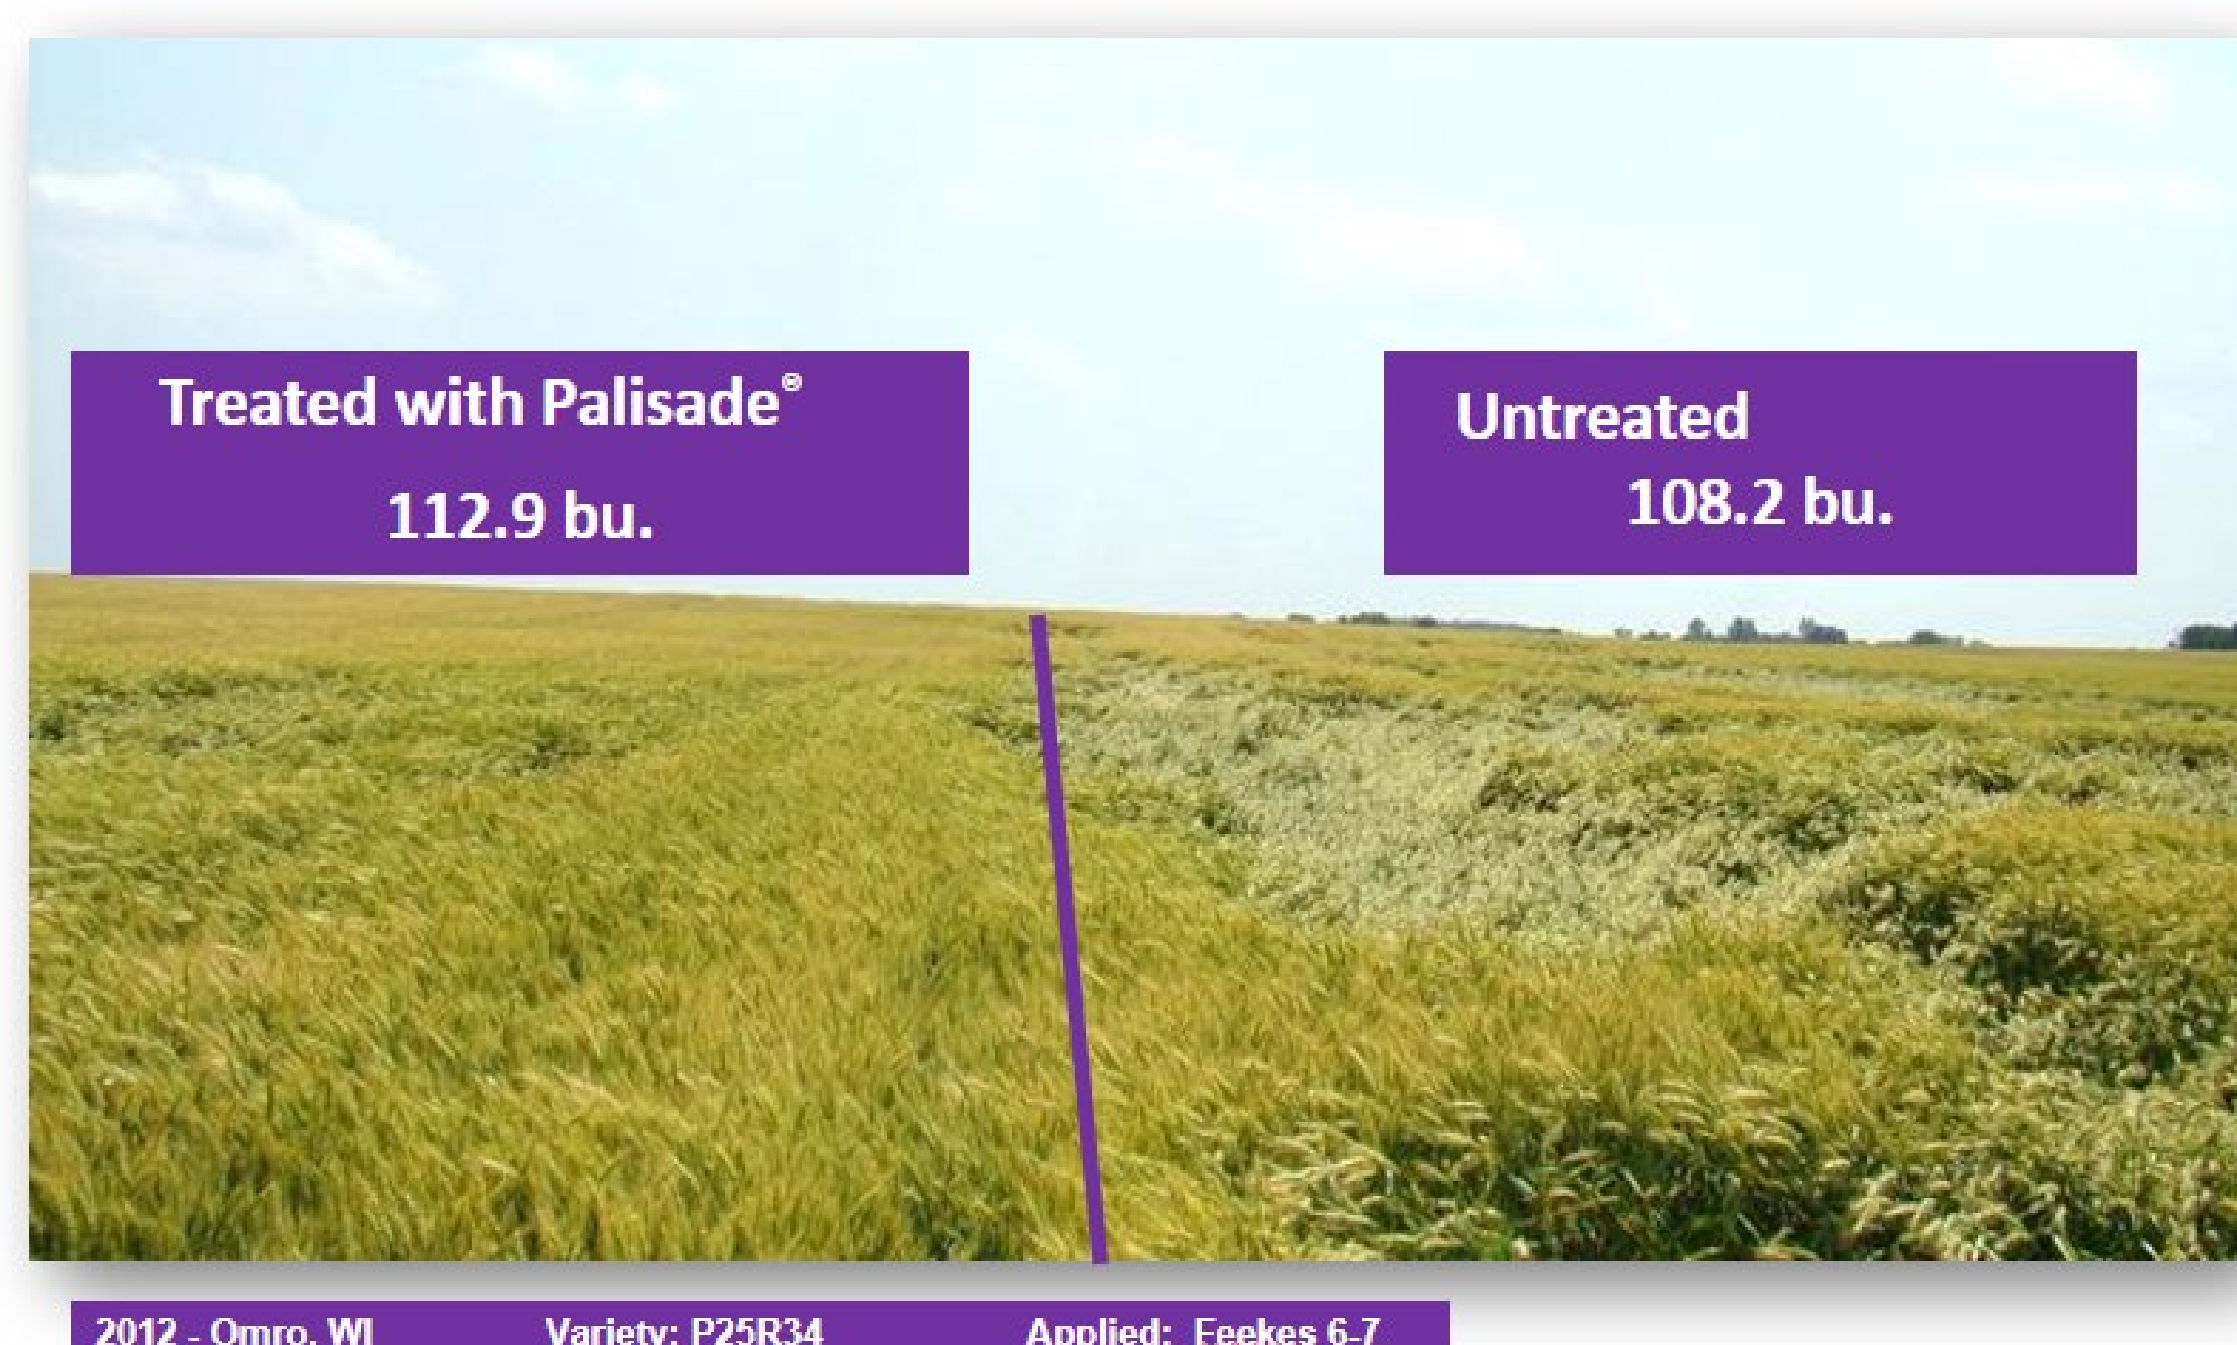 Treated with Palisade®
112.9 bu.
Untreated
108.2 bu.
2012 - Omro, WI Variety: P25R34 Applied: Feekes 6-7